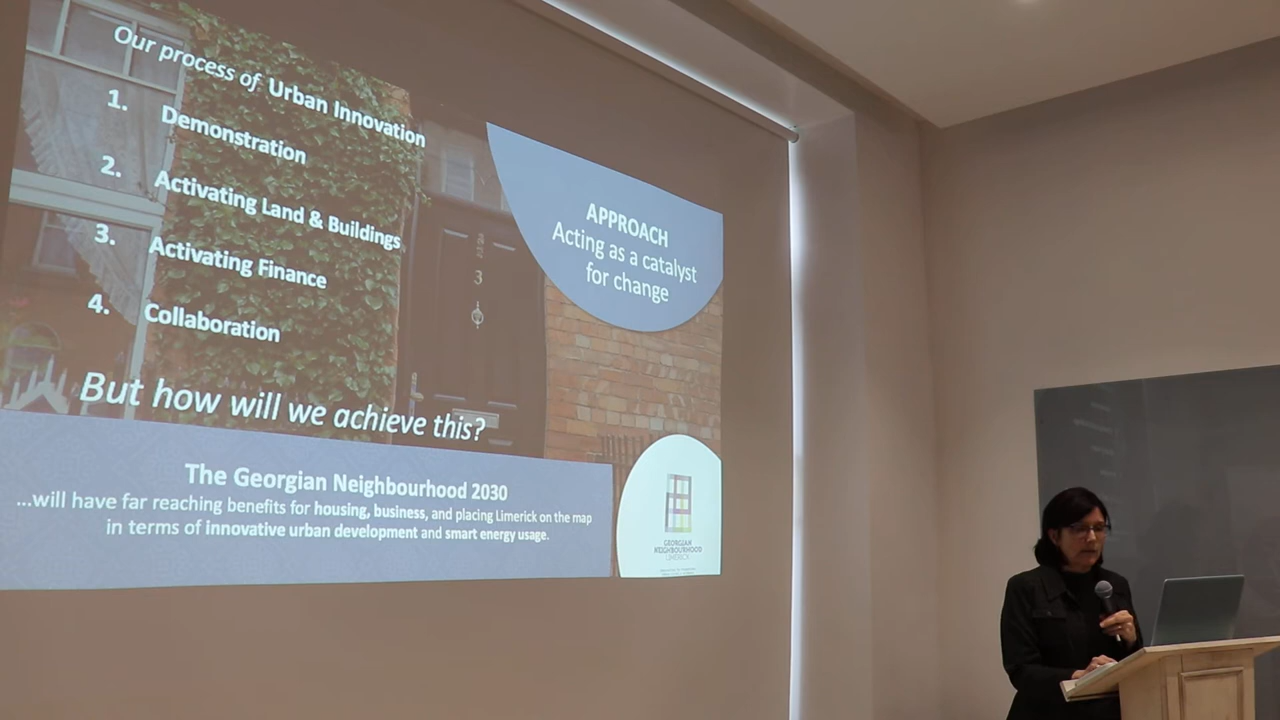 Our process of Urban Innovation
1. Demonstration
2. Activating Land & Buildings
3. Activating Finance
4. Collaboration
But how will we achieve this?
APPROACH
Acting as a catalyst
for change
3
The Georgian Neighbourhood 2030
...will have far reaching benefits for housing, business, and placing Limerick on the map
in terms of innovative urban development and smart energy usage.
GEORGIAN
NEIGHBOURHOOD
LIMERICK